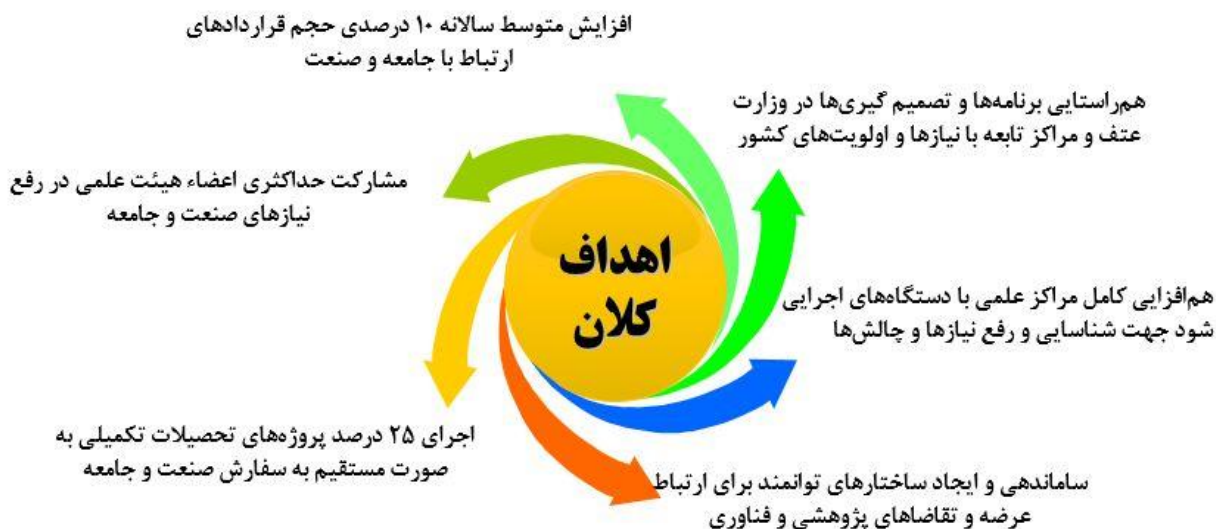 افزایش متوسط سالانه ۱۰ درصدی حجم قراردادهای
ارتباط با جامعه و صنعت
هم‌راستایی برنامه‌ها و تصمیم گیری‌ها در وزارت
عتف و مراکز تابعه با نیازها و اولویت‌های کشور
مشارکت حداکثری اعضاء هیئت علمی در رفع
نیازهای صنعت و جامعه
اهداف
کلان
هم‌افزایی کامل مراکز علمی با دستگاه‌های اجرایی
شود جهت شناسایی و رفع نیازها و چالش‌ها
اجرای ۲۵ درصد پروژه‌های تحصیلات تکمیلی به
صورت مستقیم به سفارش صنعت و جامعه
ساماندهی و ایجاد ساختارهای توانمند برای ارتباط
عرضه و تقاضاهای پژوهشی و فناوری